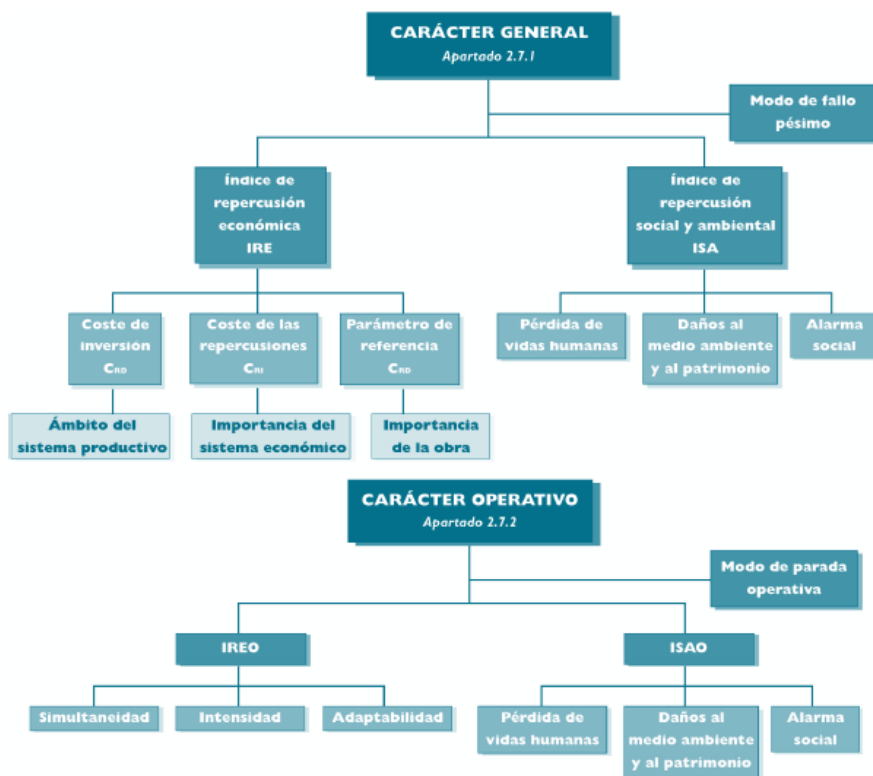 CARÁCTER GENERAL
Apartado 2.7.1
Modo de fallo
pésimo
Índice de
repercusión
económica
IRE
Índice de
repercusión
social y ambiental
ISA
Coste de
inversión
CRD
Coste de las
repercusiones
CRI
Parámetro de
referencia
CRD
Pérdida de
vidas humanas
Daños al
medio ambiente
y al patrimonio
Alarma
social
Ámbito del
sistema productivo
Importancia del
sistema económico
Importancia
de la obra
CARÁCTER OPERATIVO
Apartado 2.7.2
Modo de parada
operativa
IREO
ISAO
Simultaneidad
Intensidad
Adaptabilidad
Pérdida de
vidas humanas
Daños al
medio ambiente
y al patrimonio
Alarma
social